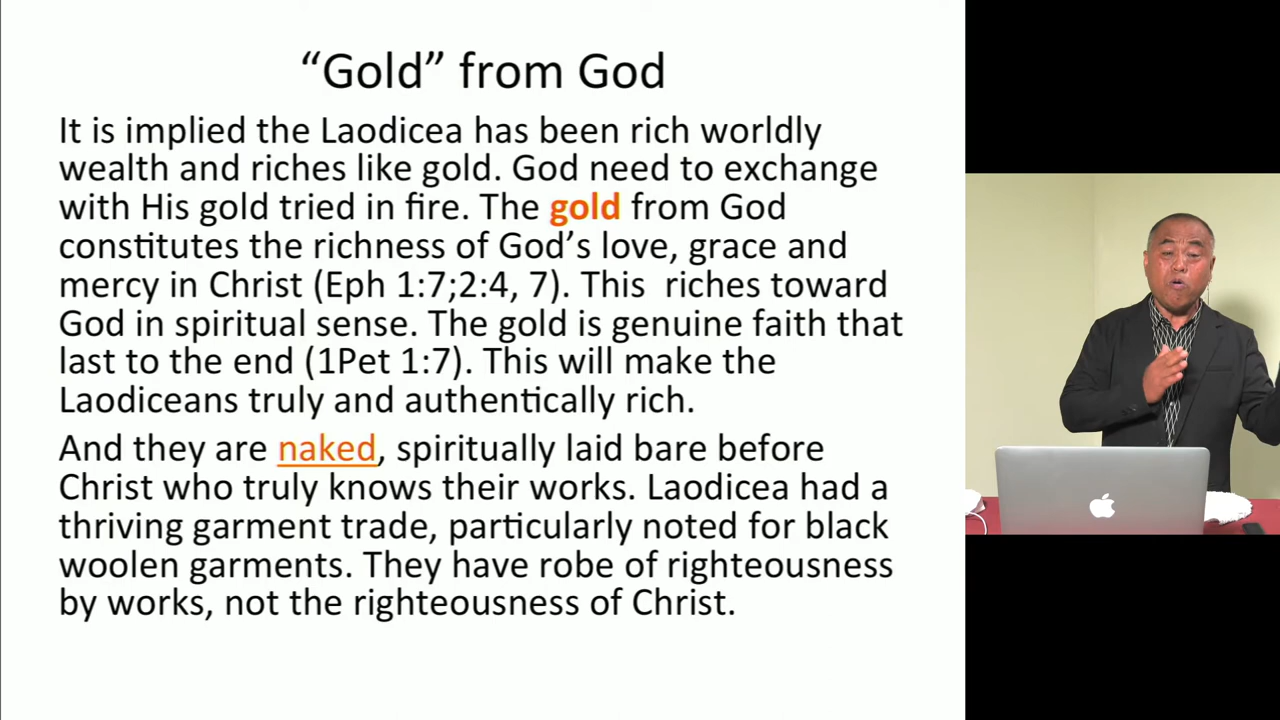 “Gold” from God
It is implied the Laodicea has been rich worldly
wealth and riches like gold. God need to exchange
with His gold tried in fire. The gold from God
constitutes the richness of God’s love, grace and
mercy in Christ (Eph 1:7;2:4, 7). This  riches toward
God in spiritual sense. The gold is genuine faith that
last to the end (1Pet 1:7). This will make the
Laodiceans truly and authentically rich.
And they are naked, spiritually laid bare before
Christ who truly knows their works. Laodicea had a
thriving garment trade, particularly noted for black
woolen garments. They have robe of righteousness
by works, not the righteousness of Christ.